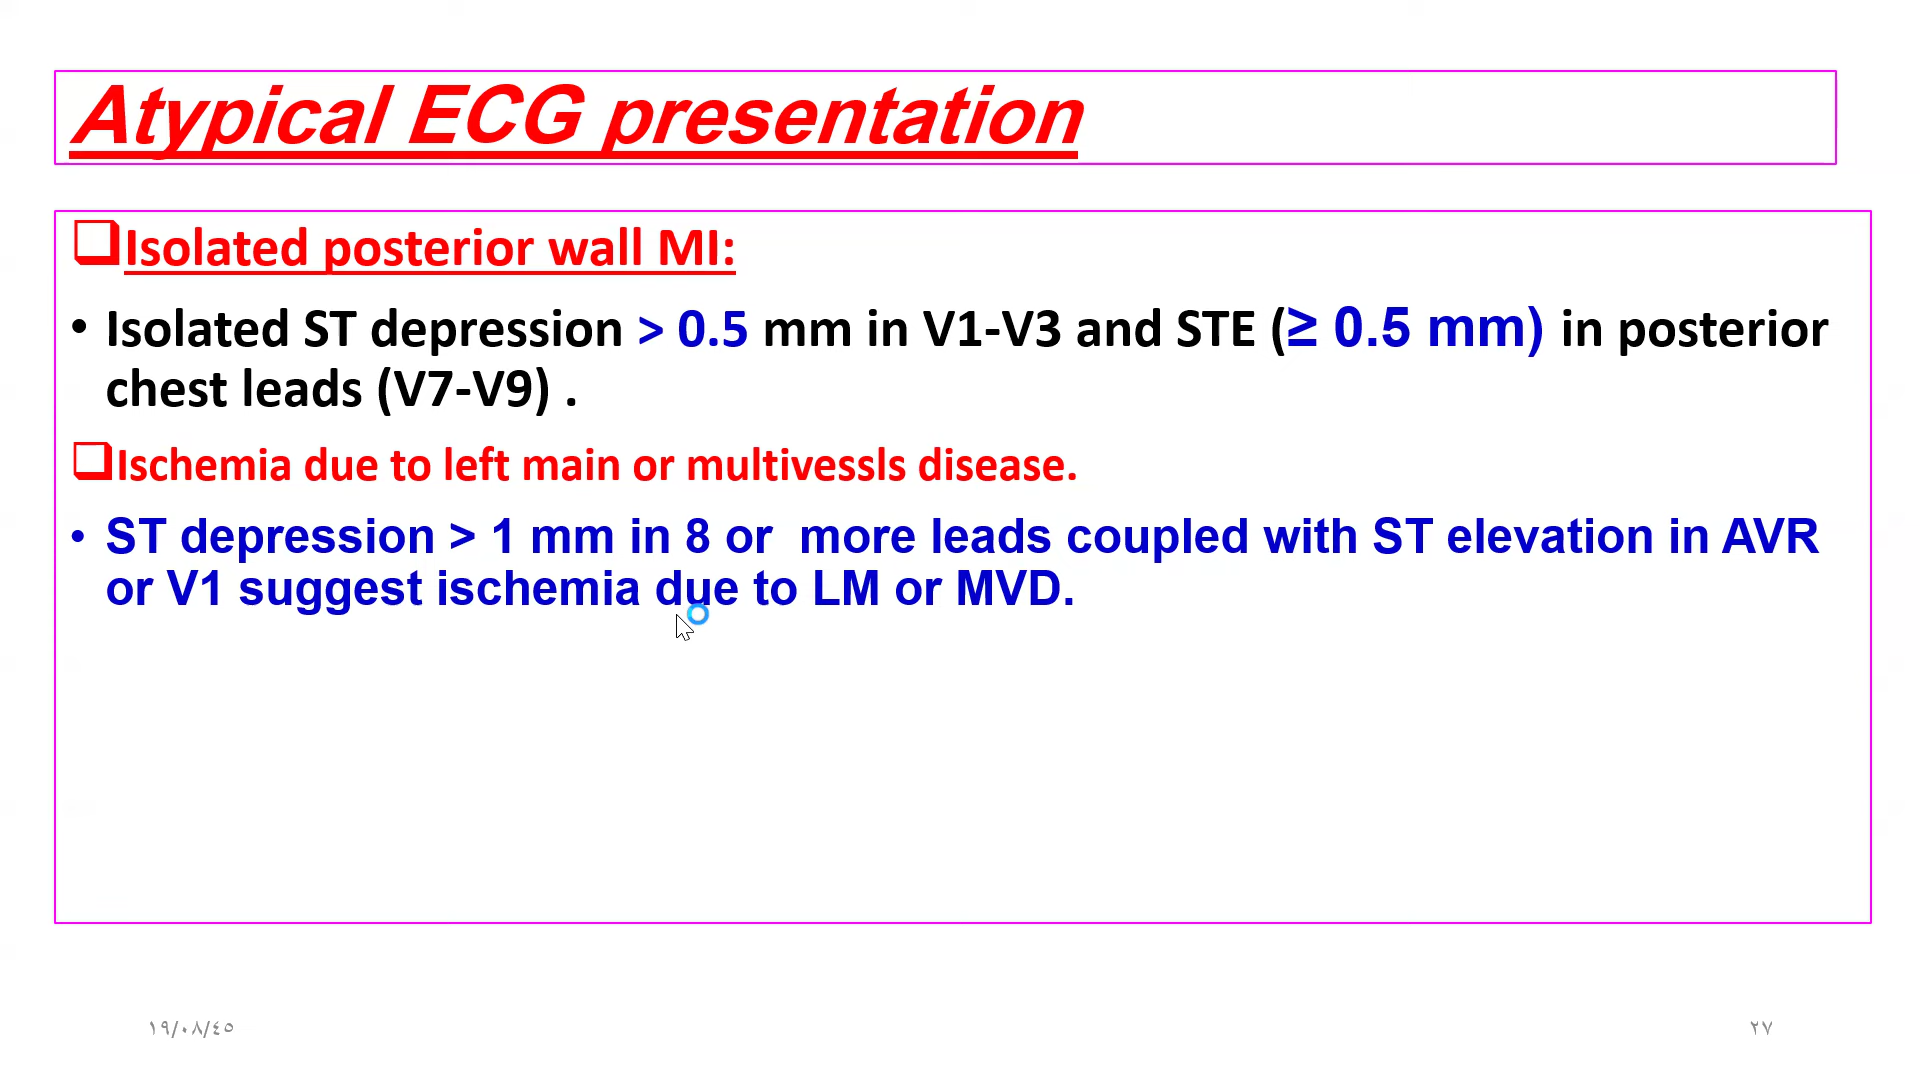 Atypical ECG presentation
❑Isolated posterior wall MI:
• Isolated ST depression > 0.5 mm in V1-V3 and STE (≥ 0.5 mm) in posterior
chest leads (V7-V9) .
❑Ischemia due to left main or multivessls disease.
• ST depression > 1 mm in 8 or  more leads coupled with ST elevation in AVR
or V1 suggest ischemia due to LM or MVD.
١٩/٠٨/٤٥
٢٧